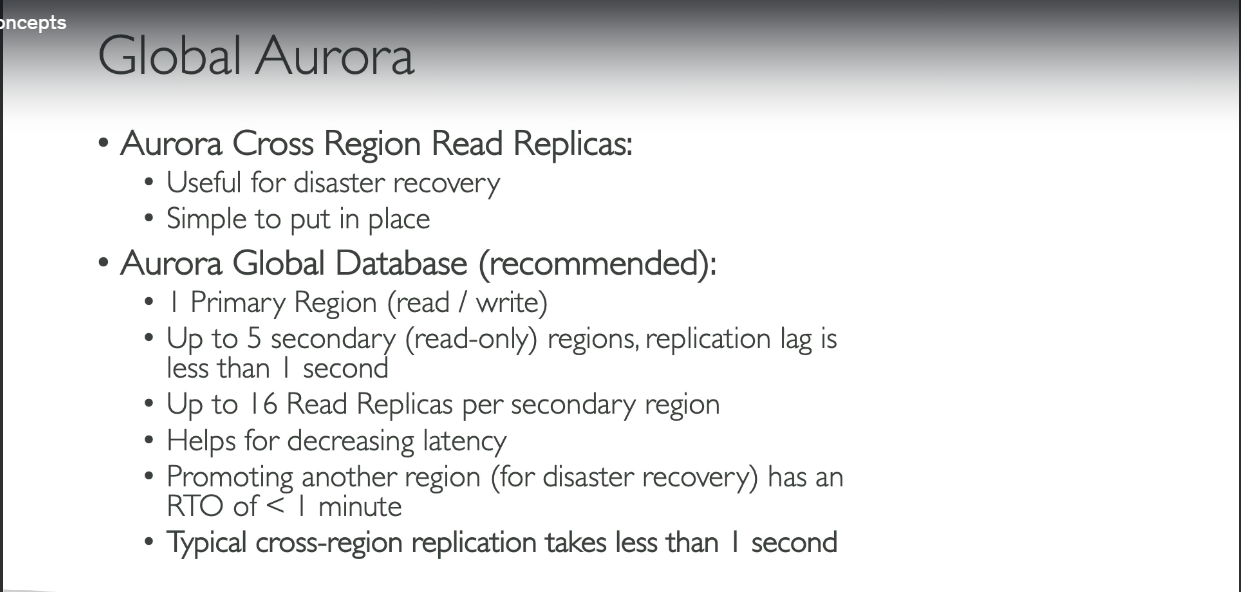 oncepts
Global Aurora
• Aurora Cross Region Read Replicas:
• Useful for disaster recovery
• Simple to put in place
• Aurora Global Database (recommended):
• 1 Primary Region (read / write)
• Up to 5 secondary (read-only) regions, replication lag is
less than 1 second
• Up to 16 Read Replicas per secondary region
• Helps for decreasing latency
• Promoting another region (for disaster recovery) has an
RTO of < 1 minute
• Typical cross-region replication takes less than 1 second